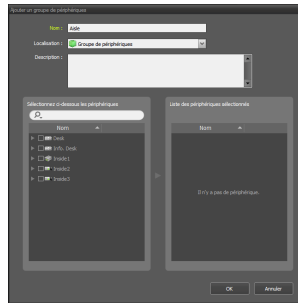 Ajouter un groupe de périphériques
Nom :
Aisle
Localisation :
Groupe de périphériques
Description :
Sélectionnez ci-dessous les périphériques
Liste des périphériques sélectionnés
Nom
Nom
Desk
Info. Desk
Inside1
Inside2
Inside3
Il n'y a pas de périphérique.
OK
Annuler